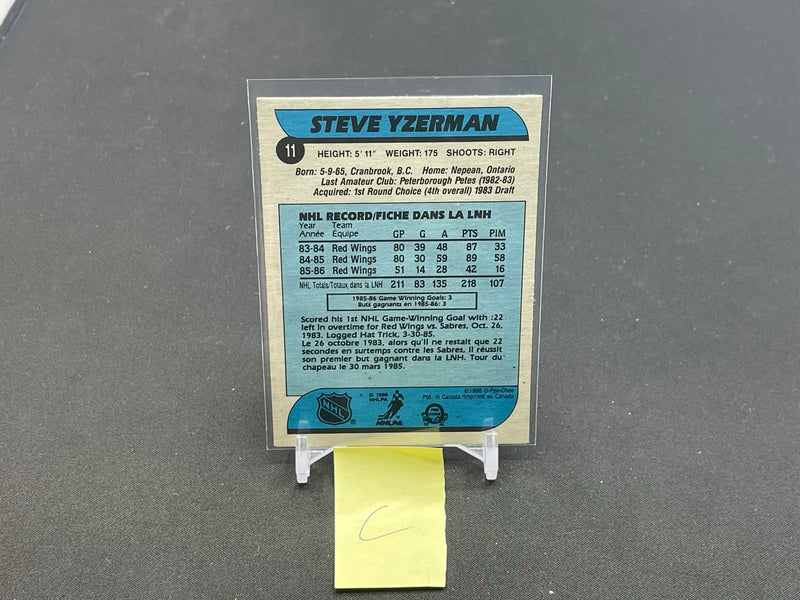 STEVE YZERMAN
11
HEIGHT: 5' 11" WEIGHT: 175 SHOOTS: RIGHT
Born: 5-9-65, Cranbrook, B.C. Home: Nepean, Ontario
Last Amateur Club: Peterborough Petes (1982-83)
Acquired: 1st Round Choice (4th overall) 1983 Draft
NHL RECORD/FICHE DANS LA LNH
Year Team
Année Équipe GP G A PTS PIM
83-84 Red Wings 80 39 48 87 33
84-85 Red Wings 80 30 59 89 58
85-86 Red Wings 51 14 28 42 16
NHL Totals/Totaux dans la LNH 211 83 135 218 107
1985-86 Game Winning Goals: 3
Buts gagnants en 1985-86: 3
Scored his 1st NHL Game-Winning Goal with :22
left in overtime for Red Wings vs. Sabres, Oct. 26,
1983. Logged Hat Trick, 3-30-85.
Le 26 octobre 1983, alors qu'il ne restait que 22
secondes en surtemps contre les Sabres, il réussit
son premier but gagnant dans la LNH. Tour du
chapeau le 30 mars 1985.
©1986 O-Pee-Chee
Ptd. in Canada/Imprimé au Canada
NHL
© 1986
NHLPA
NHLPA
C